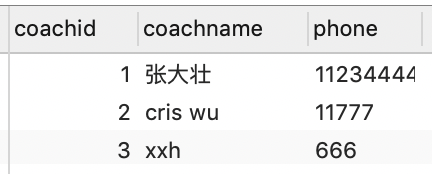 coachid coachname phone
1 张大壮 11234444
2 cris wu 11777
3 xxh 666